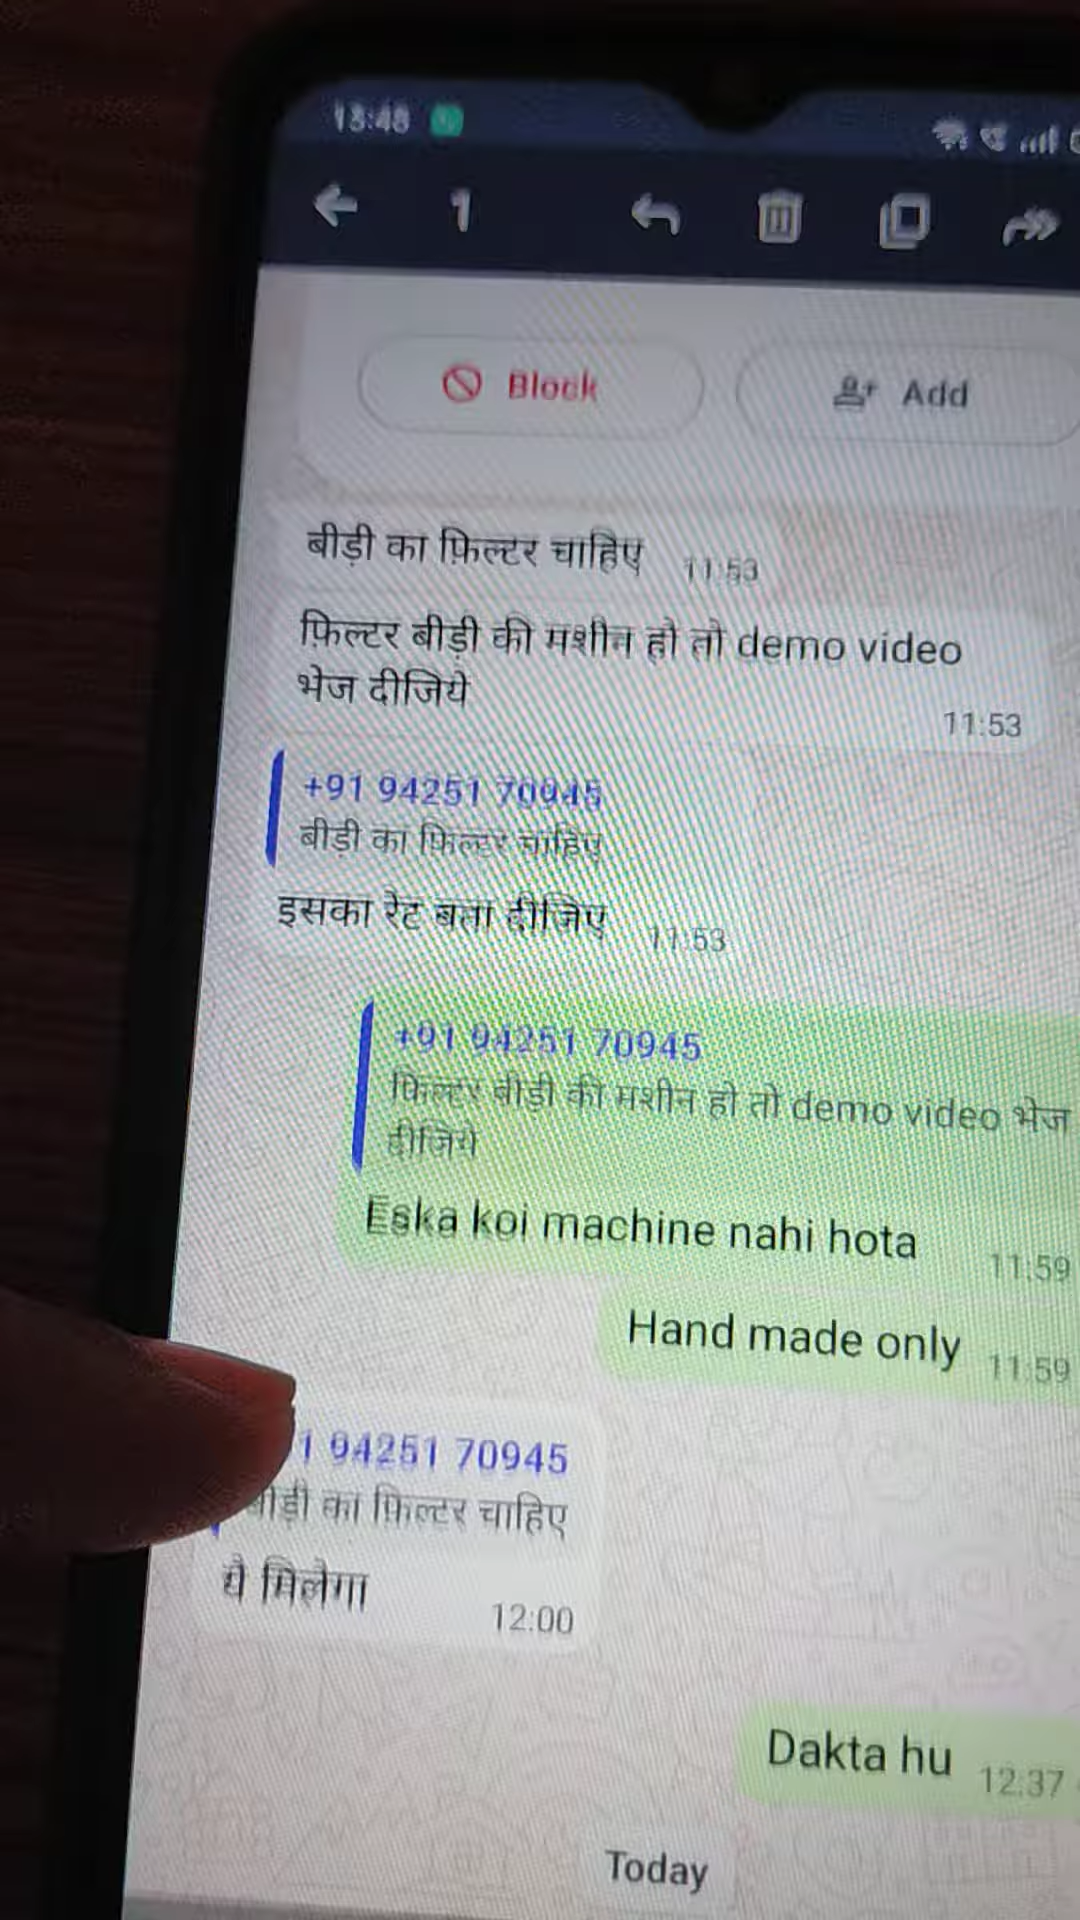 13:48
1
Block
Add
बीड़ी का फ़िल्टर चाहिए 11:53
फ़िल्टर बीड़ी की मशीन हो तो demo video
भेज दीजिये
11:53
+91 94251 70945
बीड़ी का फ़िल्टर चाहिए
इसका रेट बता दीजिए 11:53
+91 94251 70945
फ़िल्टर बीड़ी की मशीन हो तो demo video भेज
दीजिये
Eska koi machine nahi hota 11:59
Hand made only 11:59
1 94251 70945
बीड़ी का फ़िल्टर चाहिए
ये मिलेगा
12:00
Dakta hu 12:37
Today